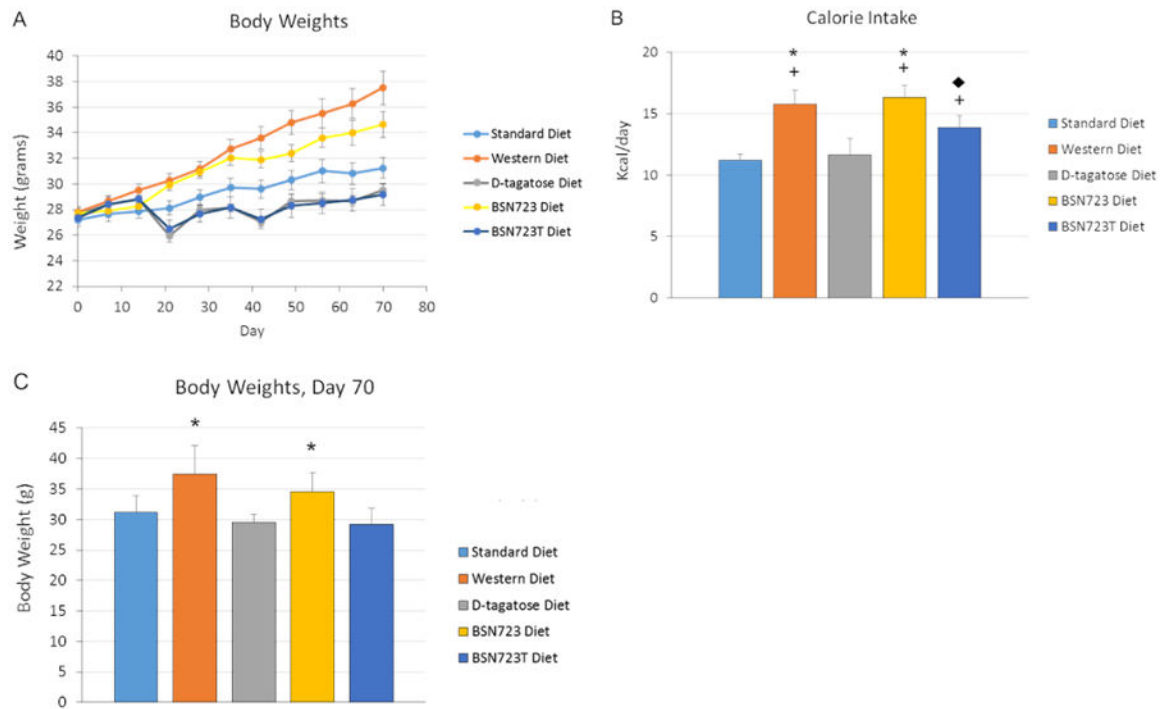 A
Body Weights
Weight (grams)
40
38
36
34
32
30
28
26
24
22
0 10 20 30 40 50 60 70 80
Day
Standard Diet
Western Diet
D-tagatose Diet
BSN723 Diet
BSN723T Diet
B
Calorie Intake
Kcal/day
20
15
10
5
0
* * 
+ + ◆
+
Standard Diet
Western Diet
D-tagatose Diet
BSN723 Diet
BSN723T Diet
C
Body Weights, Day 70
Body Weight (g)
45
40
35
30
25
20
15
10
5
0
* *
Standard Diet
Western Diet
D-tagatose Diet
BSN723 Diet
BSN723T Diet